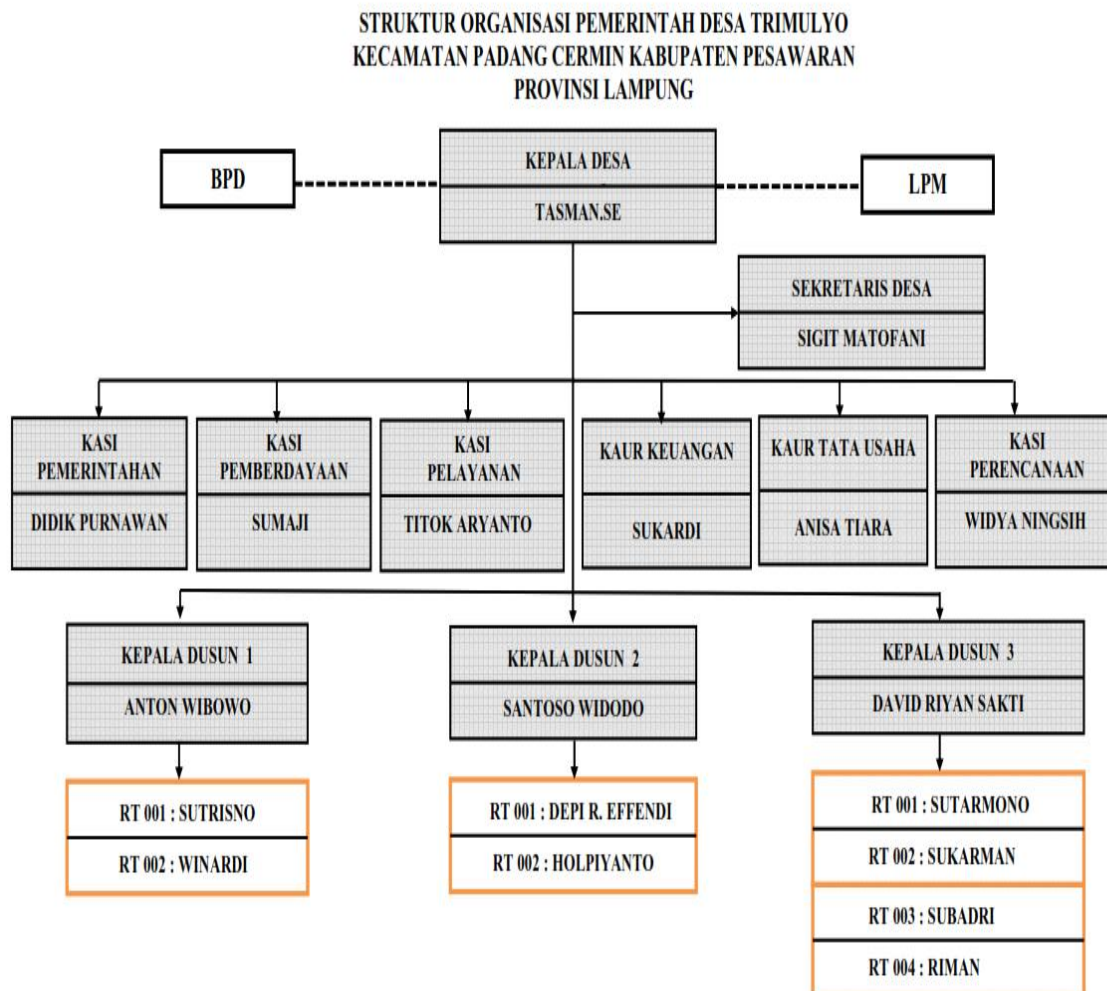 STRUKTUR ORGANISASI PEMERINTAH DESA TRIMULYO
KECAMATAN PADANG CERMIN KABUPATEN PESAWARAN
PROVINSI LAMPUNG
BPD
KEPALA DESA
TASMAN.SE
LPM
SEKRETARIS DESA
SIGIT MATOFANI
KASI
PEMERINTAHAN
DIDIK PURNAWAN
KASI
PEMBERDAYAAN
SUMAJI
KASI
PELAYANAN
TITOK ARYANTO
KAUR KEUANGAN
SUKARDI
KAUR TATA USAHA
ANISA TIARA
KASI
PERENCANAAN
WIDYA NINGSIH
KEPALA DUSUN 1
ANTON WIBOWO
RT 001 : SUTRISNO
RT 002 : WINARDI
KEPALA DUSUN 2
SANTOSO WIDODO
RT 001 : DEPI R. EFFENDI
RT 002 : HOLPIYANTO
KEPALA DUSUN 3
DAVID RIYAN SAKTI
RT 001 : SUTARMONO
RT 002 : SUKARMAN
RT 003 : SUBADRI
RT 004 : RIMAN